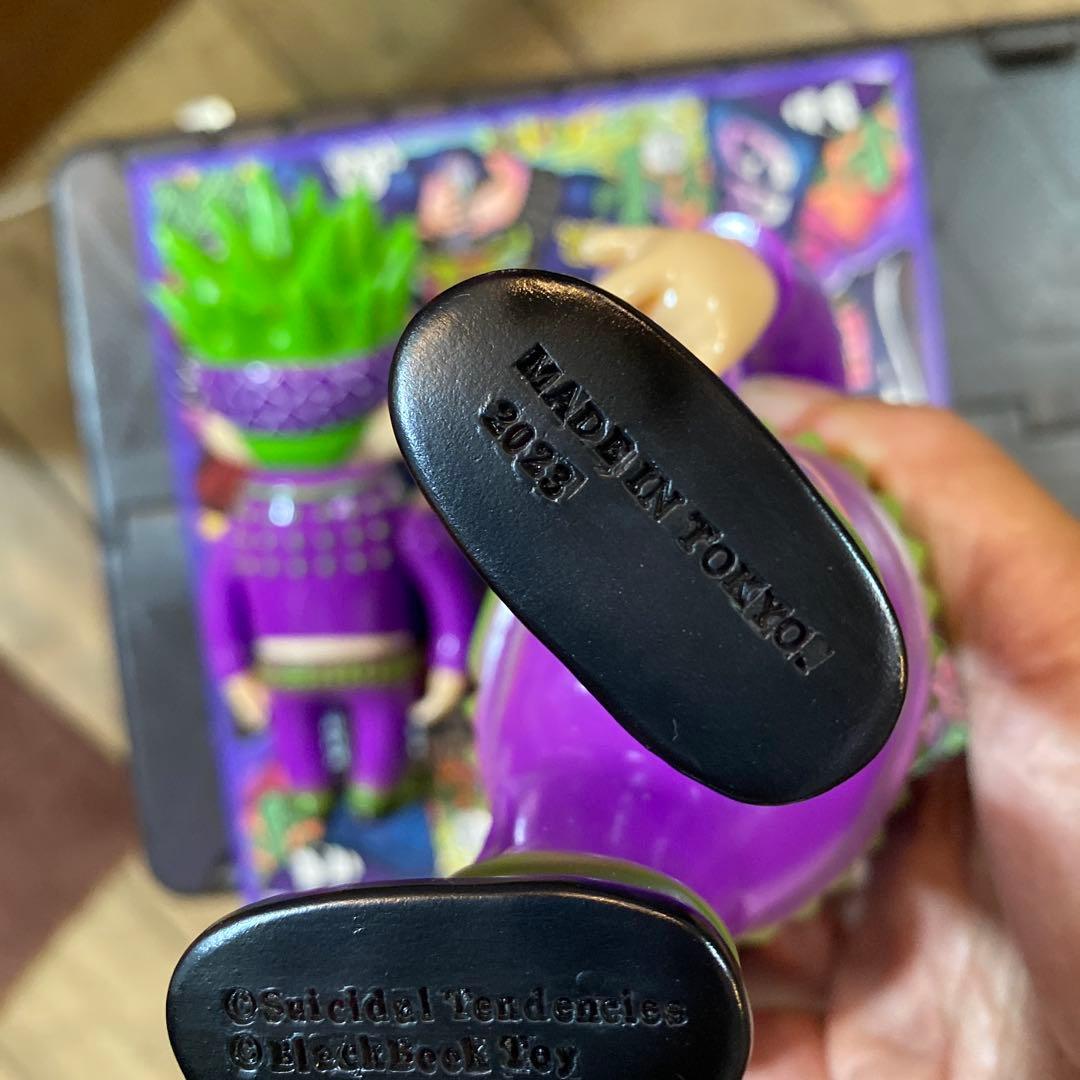 MADE IN TOKYO.
2023
©Suicidal Tendencies
©BlackBook Toy